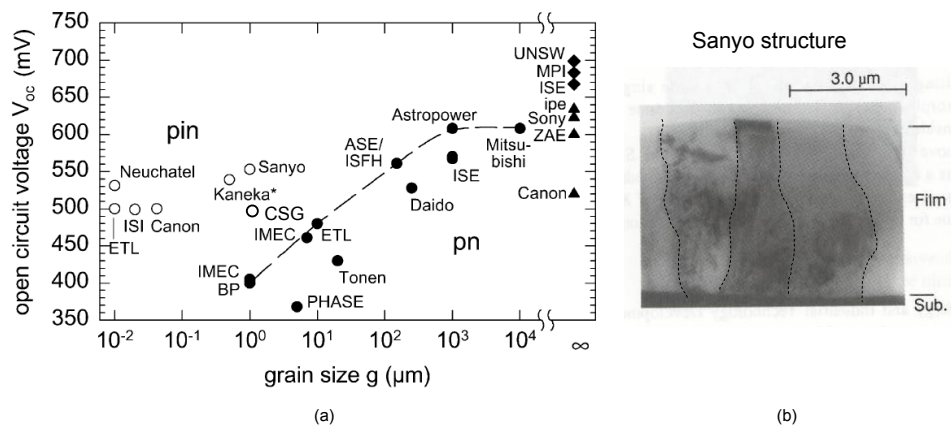 750
700
650
600
550
500
450
400
350
open circuit voltage Voc (mV)
pin
Neuchatel
ISI
Canon
ETL
Sanyo
Kaneka*
CSG
IMEC
ETL
IMEC
BP
PHASE
Tonen
ASE/
ISFH
Daido
Astropower
ISE
Mitsu-
bishi
pn
UNSW
MPI
ISE
ipe
Sony
ZAE
Canon
10-2
10-1
100
101
102
103
104
∞
grain size g (µm)
(a)
Sanyo structure
3.0 µm
Film
Sub.
(b)